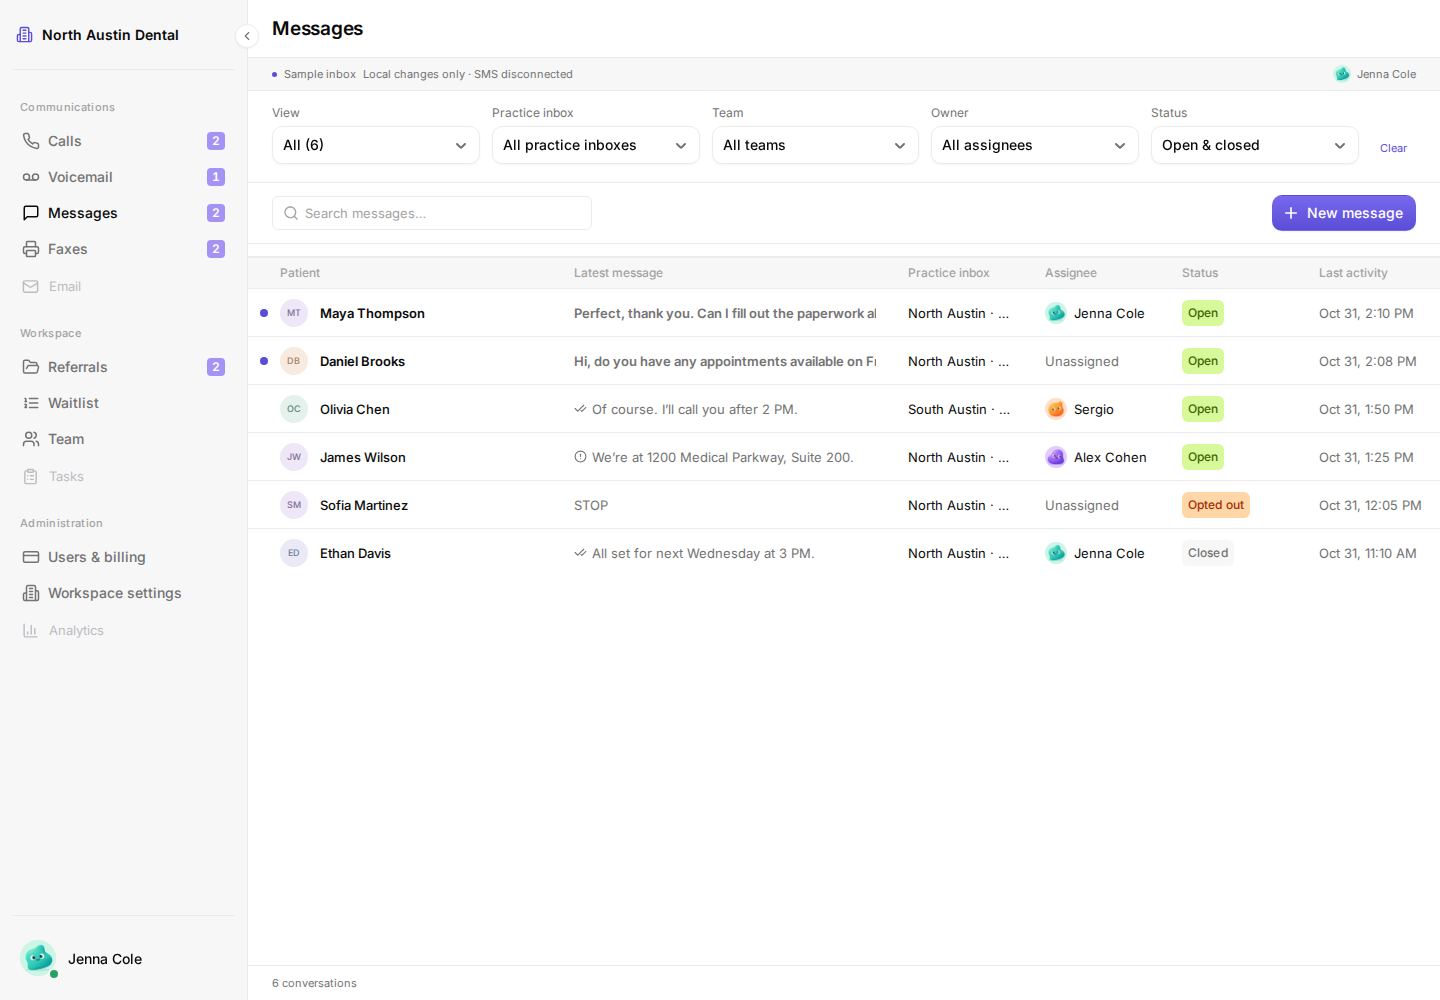 North Austin Dental
Communications
Calls 2
Voicemail 1
Messages 2
Faxes 2
Email
Workspace
Referrals 2
Waitlist
Team
Tasks
Administration
Users & billing
Workspace settings
Analytics
Jenna Cole
Messages
Sample inbox Local changes only · SMS disconnected Jenna Cole
View Practice inbox Team Owner Status
All (6) All practice inboxes All teams All assignees Open & closed Clear
Search messages... New message
Patient Latest message Practice inbox Assignee Status Last activity
MT Maya Thompson Perfect, thank you. Can I fill out the paperwork North Austin · ... Jenna Cole Open Oct 31, 2:10 PM
DB Daniel Brooks Hi, do you have any appointments available on North Austin · ... Unassigned Open Oct 31, 2:08 PM
OC Olivia Chen Of course. I’ll call you after 2 PM. South Austin · ... Sergio Open Oct 31, 1:50 PM
JW James Wilson We’re at 1200 Medical Parkway, Suite 200. North Austin · ... Alex Cohen Open Oct 31, 1:25 PM
SM Sofia Martinez STOP North Austin · ... Unassigned Opted out Oct 31, 12:05 PM
ED Ethan Davis All set for next Wednesday at 3 PM. North Austin · ... Jenna Cole Closed Oct 31, 11:10 AM
6 conversations